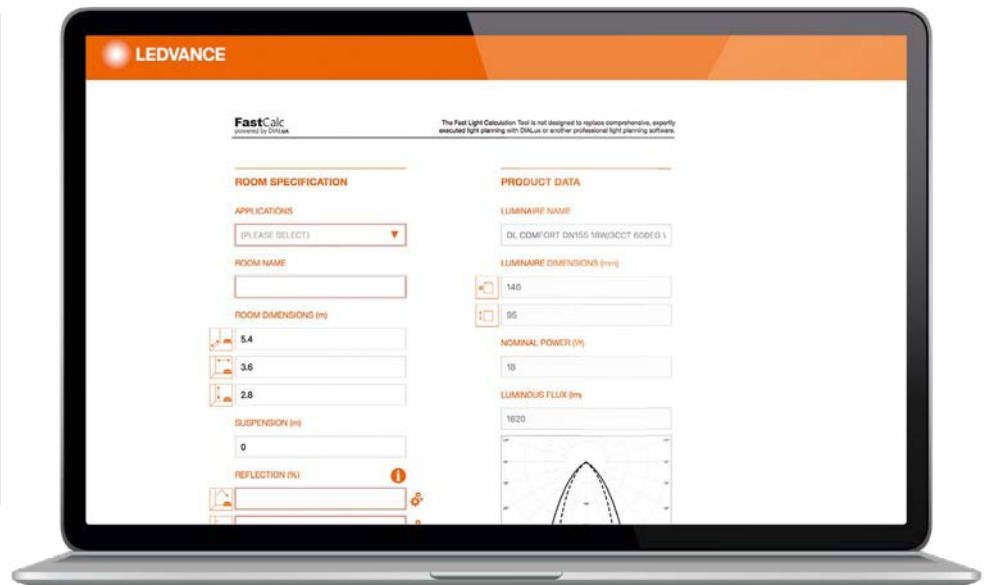 LEDVANCE
FastCalc
powered by DIALux
The Fast Light Calculation Tool is not designed to replace comprehensive, expertly
executed light planning with DIALux or another professional light planning software.
ROOM SPECIFICATION
APPLICATIONS
(PLEASE SELECT)
ROOM NAME
ROOM DIMENSIONS (m)
5.4
3.6
2.8
SUSPENSION (m)
0
REFLECTION (%)
i
PRODUCT DATA
LUMINAIRE NAME
DL COMFORT DN155 18W/3CCT 60DEG
LUMINAIRE DIMENSIONS (mm)
146
95
NOMINAL POWER (W)
18
LUMINOUS FLUX (lm)
1620